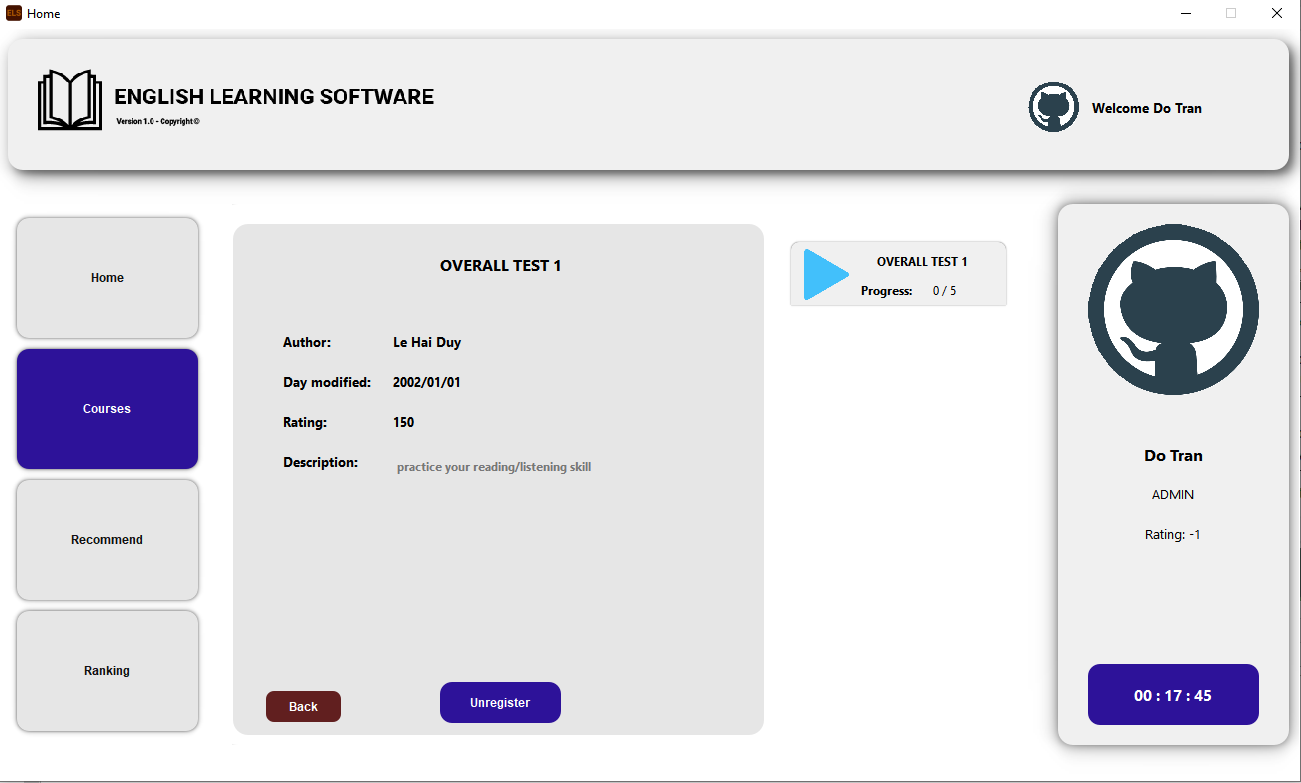 ELS Home
ENGLISH LEARNING SOFTWARE
Version 1.0 - Copyright©
Welcome Do Tran
Home
Courses
Recommend
Ranking
OVERALL TEST 1
Author: Le Hai Duy
Day modified: 2002/01/01
Rating: 150
Description: practice your reading/listening skill
Back
Unregister
OVERALL TEST 1
Progress: 0 / 5
Do Tran
ADMIN
Rating: -1
00 : 17 : 45